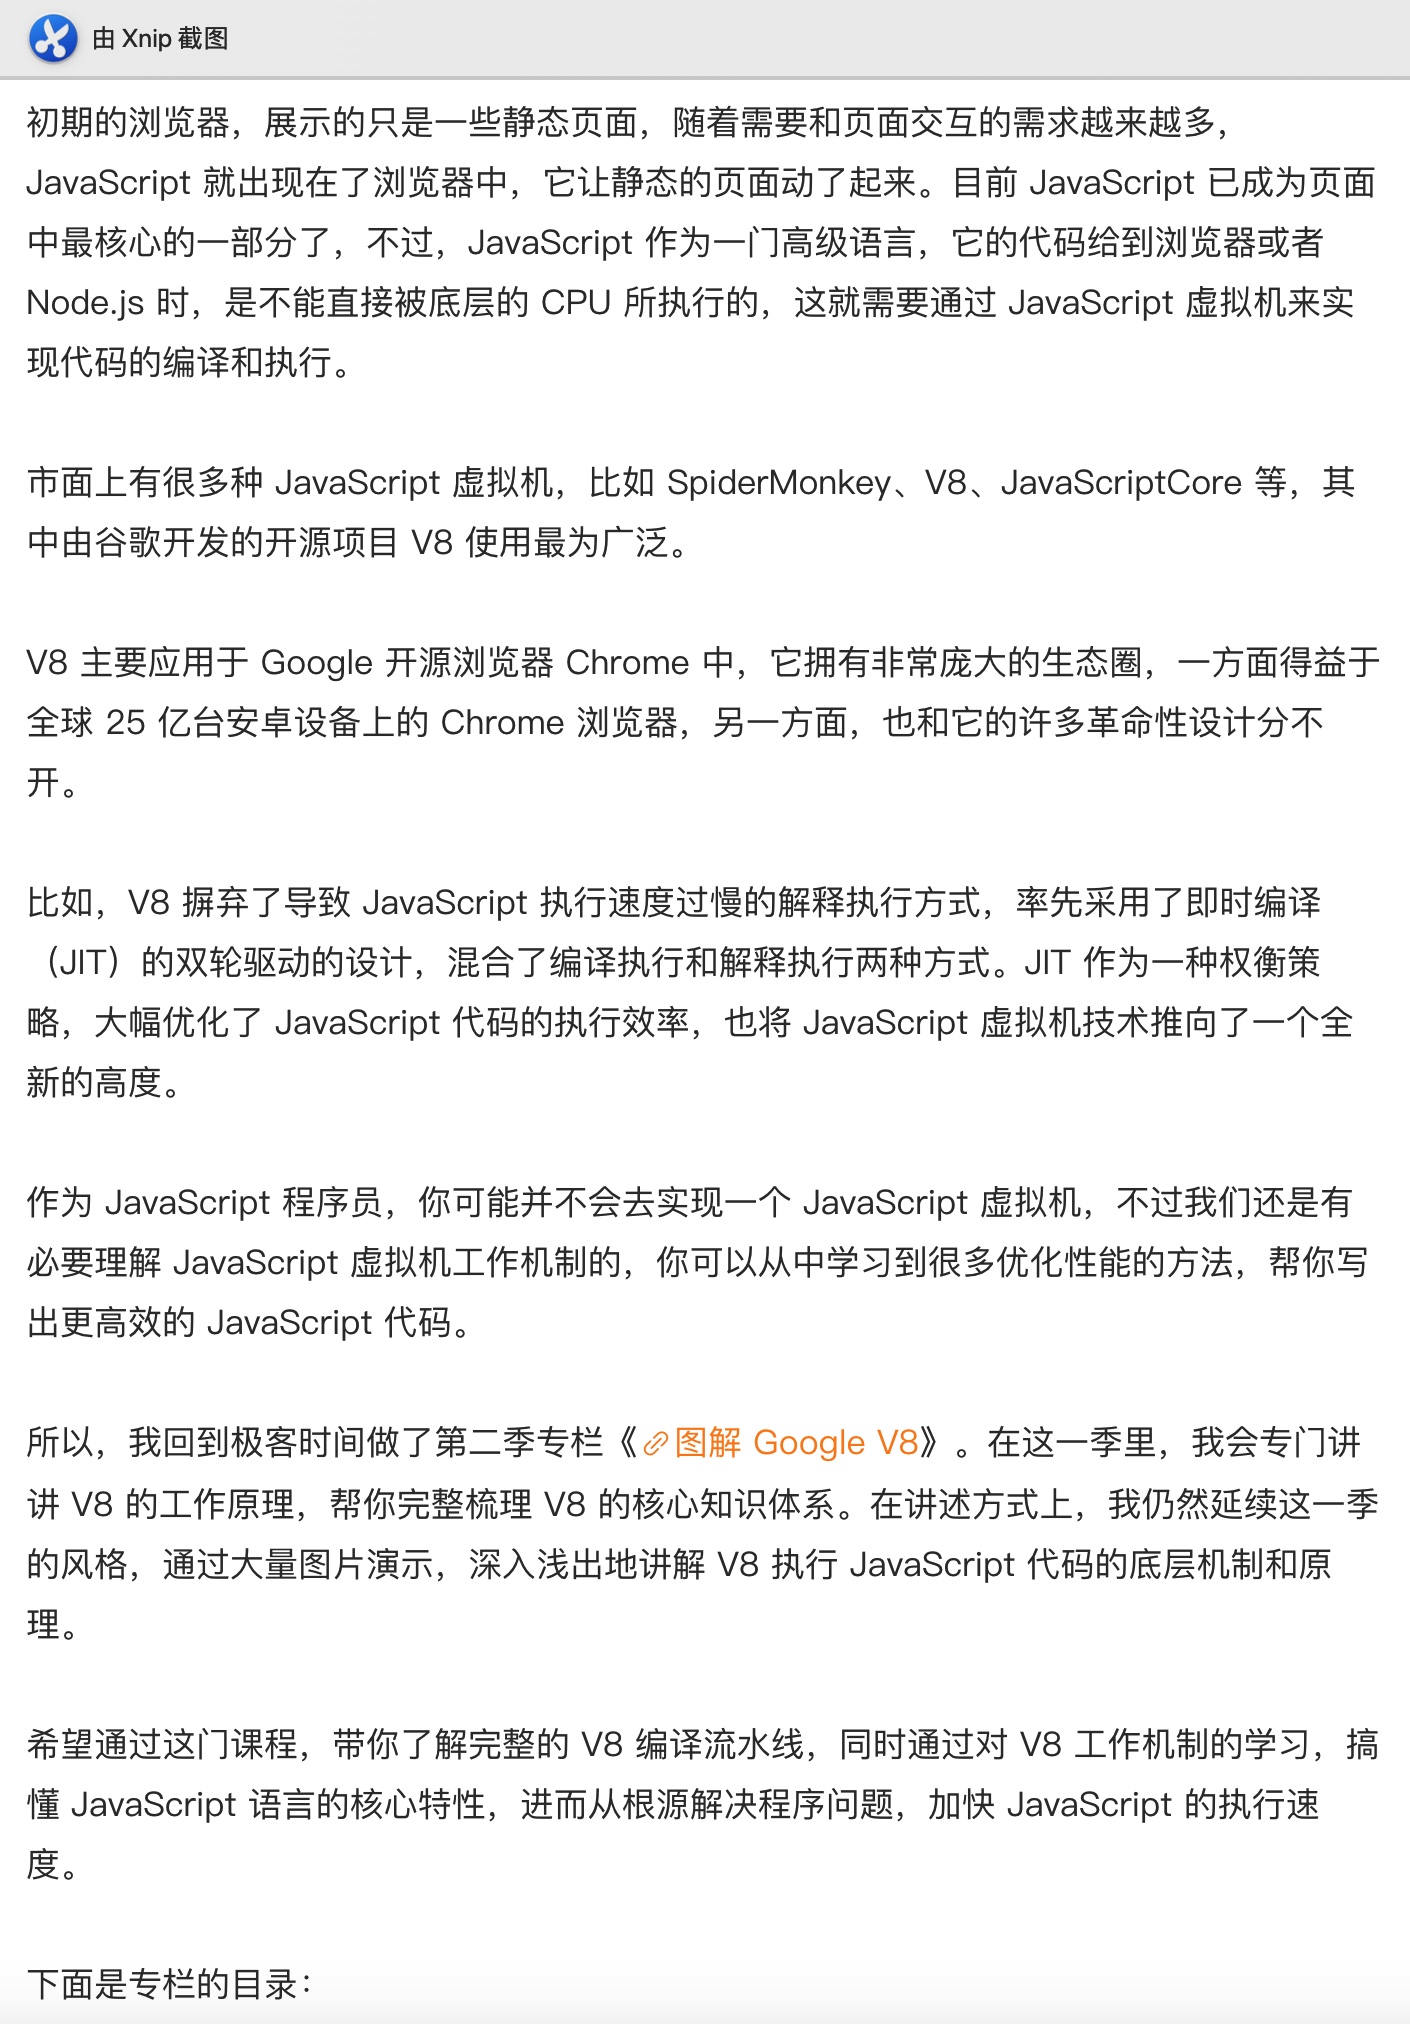 由 Xnip 截图
初期的浏览器，展示的只是一些静态页面，随着需要和页面交互的需求越来越多，
JavaScript 就出现在了浏览器中，它让静态的页面动了起来。目前 JavaScript 已成为页面
中最核心的一部分了，不过，JavaScript 作为一门高级语言，它的代码给到浏览器或者
Node.js 时，是不能直接被底层的 CPU 所执行的，这就需要通过 JavaScript 虚拟机来实
现代码的编译和执行。
市面上有很多种 JavaScript 虚拟机，比如 SpiderMonkey、V8、JavaScriptCore 等，其
中由谷歌开发的开源项目 V8 使用最为广泛。
V8 主要应用于 Google 开源浏览器 Chrome 中，它拥有非常庞大的生态圈，一方面得益于
全球 25 亿台安卓设备上的 Chrome 浏览器，另一方面，也和它的许多革命性设计分不
开。
比如，V8 摒弃了导致 JavaScript 执行速度过慢的解释执行方式，率先采用了即时编译
（JIT）的双轮驱动的设计，混合了编译执行和解释执行两种方式。JIT 作为一种权衡策
略，大幅优化了 JavaScript 代码的执行效率，也将 JavaScript 虚拟机技术推向了一个全
新的高度。
作为 JavaScript 程序员，你可能并不会去实现一个 JavaScript 虚拟机，不过我们还是有
必要理解 JavaScript 虚拟机工作机制的，你可以从中学习到很多优化性能的方法，帮你写
出更高效的 JavaScript 代码。
所以，我回到极客时间做了第二季专栏《图解 Google V8》。在这一季里，我会专门讲
讲 V8 的工作原理，帮你完整梳理 V8 的核心知识体系。在讲述方式上，我仍然延续这一季
的风格，通过大量图片演示，深入浅出地讲解 V8 执行 JavaScript 代码的底层机制和原
理。
希望通过这门课程，带你了解完整的 V8 编译流水线，同时通过对 V8 工作机制的学习，搞
懂 JavaScript 语言的核心特性，进而从根源解决程序问题，加快 JavaScript 的执行速
度。
下面是专栏的目录：